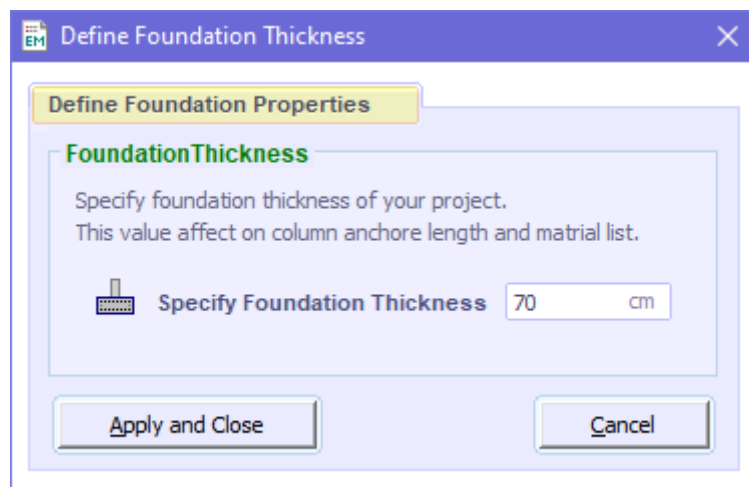 EM
Define Foundation Thickness
Define Foundation Properties
FoundationThickness
Specify foundation thickness of your project.
This value affect on column anchore length and matrial list.
Specify Foundation Thickness 70 cm
Apply and Close Cancel